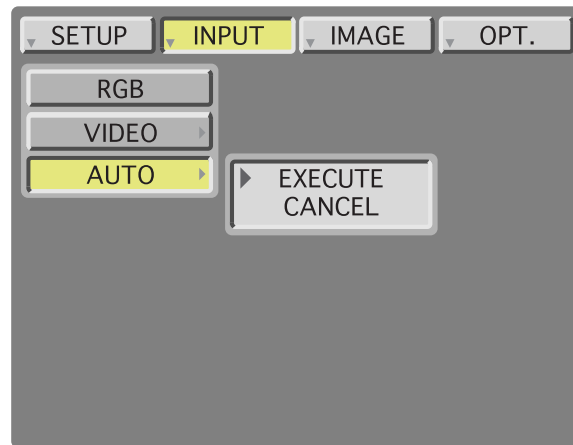 SETUP INPUT IMAGE OPT.
RGB
VIDEO
AUTO
EXECUTE
CANCEL